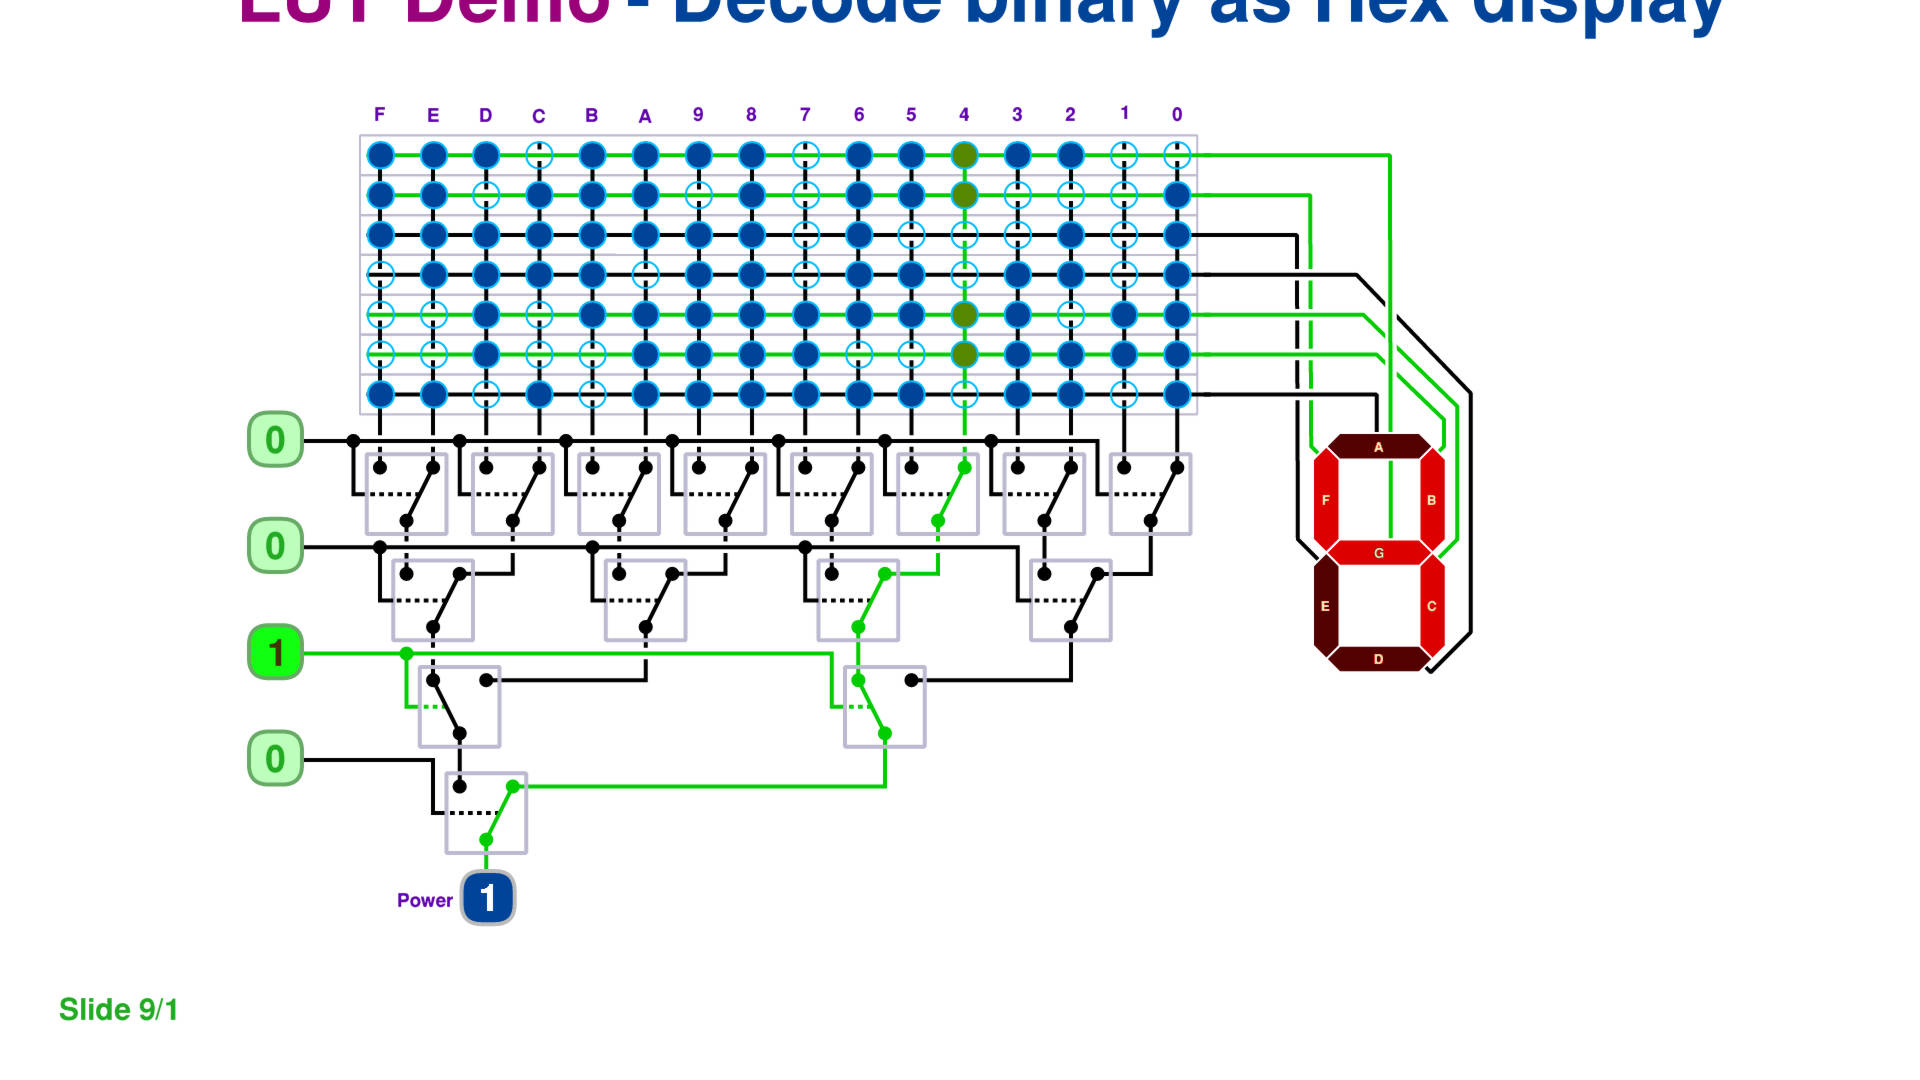 LUT Demo - Decode binary as Hex display
F E D C B A 9 8 7 6 5 4 3 2 1 0
0
A
F B
0
G
E C
1
D
0
Power 1
Slide 9/1